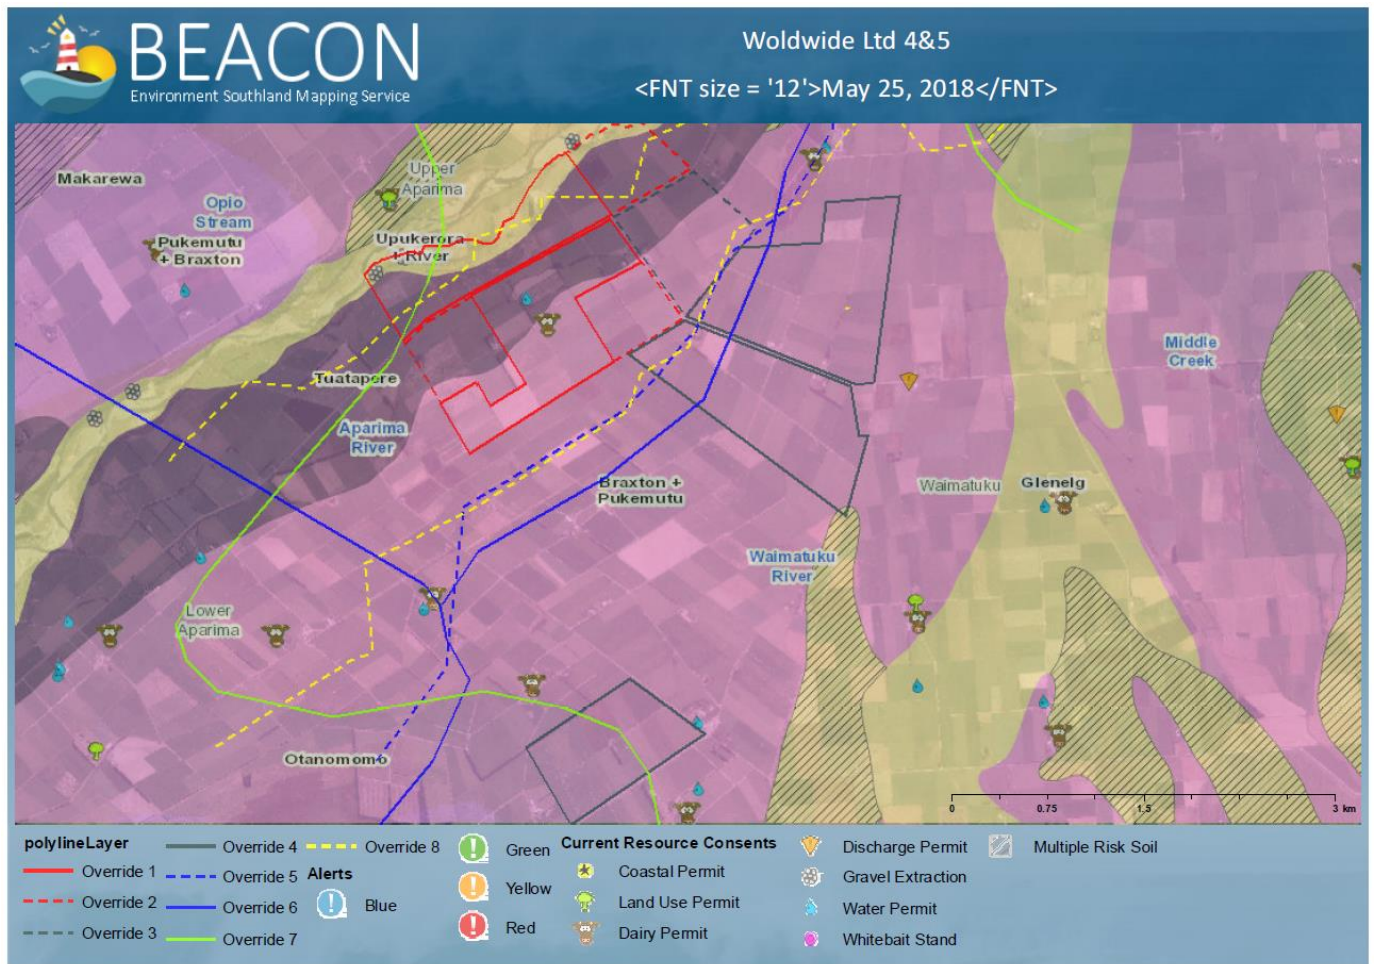 BEACON
Environment Southland Mapping Service
Woldwide Ltd 4&5
<FNT size = '12'>May 25, 2018</FNT>
Makarewa
Opio
Stream
Pukemutu
+ Braxton
Upper
Aparima
Upukerora
+ River
Tuatapere
Aparima
River
Middle
Creek
Braxton +
Pukemutu
Waimatuku
Glenelg
Waimatuku
River
Lower
Aparima
Otanomomo
0 0.75 1.5 3 km
polylineLayer
Override 1
Override 2
Override 3
Override 4
Override 5
Override 6
Override 7
Override 8
Alerts
Blue
Green
Yellow
Red
Current Resource Consents
Coastal Permit
Land Use Permit
Dairy Permit
Discharge Permit
Gravel Extraction
Water Permit
Whitebait Stand
Multiple Risk Soil